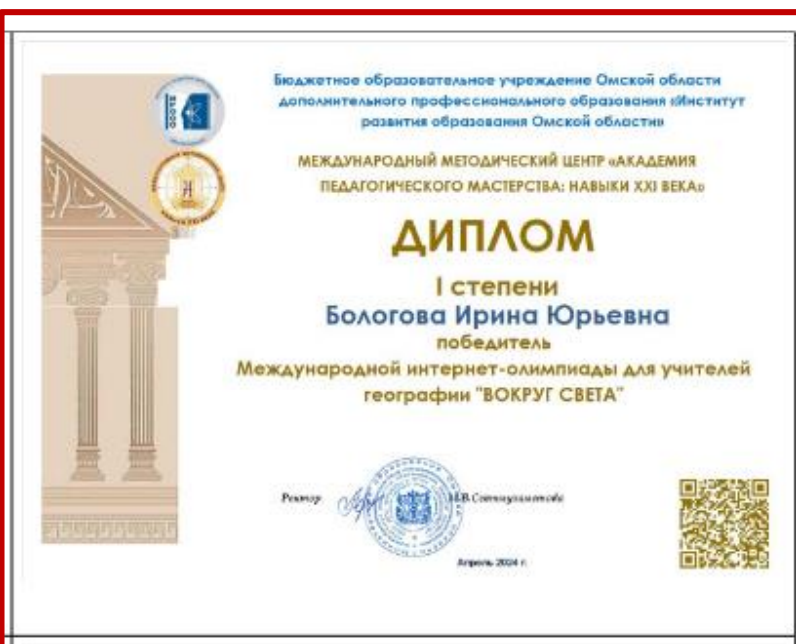 Бюджетное образовательное учреждение Омской области
дополнительного профессионального образования «Институт
развития образования Омской области»
МЕЖДУНАРОДНЫЙ МЕТОДИЧЕСКИЙ ЦЕНТР «АКАДЕМИЯ
ПЕДАГОГИЧЕСКОГО МАСТЕРСТВА: НАВЫКИ XXI ВЕКА»
ДИПЛОМ
I степени
Бологова Ирина Юрьевна
победитель
Международной интернет-олимпиады для учителей
географии "ВОКРУГ СВЕТА"
Ректор
Апрель 2024 г.